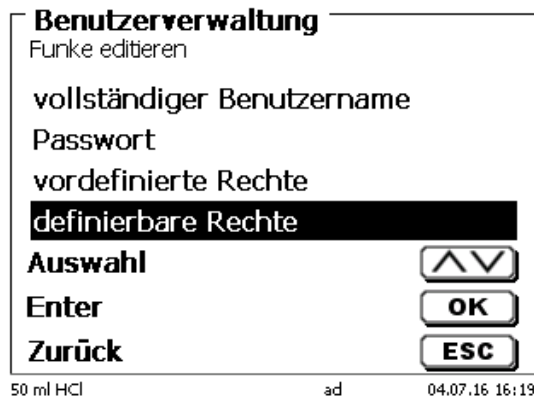 Benutzerverwaltung
Funke editieren
vollständiger Benutzername
Passwort
vordefinierte Rechte
definierbare Rechte
Auswahl
Enter OK
Zurück ESC
50 ml HCl ad 04.07.16 16:19